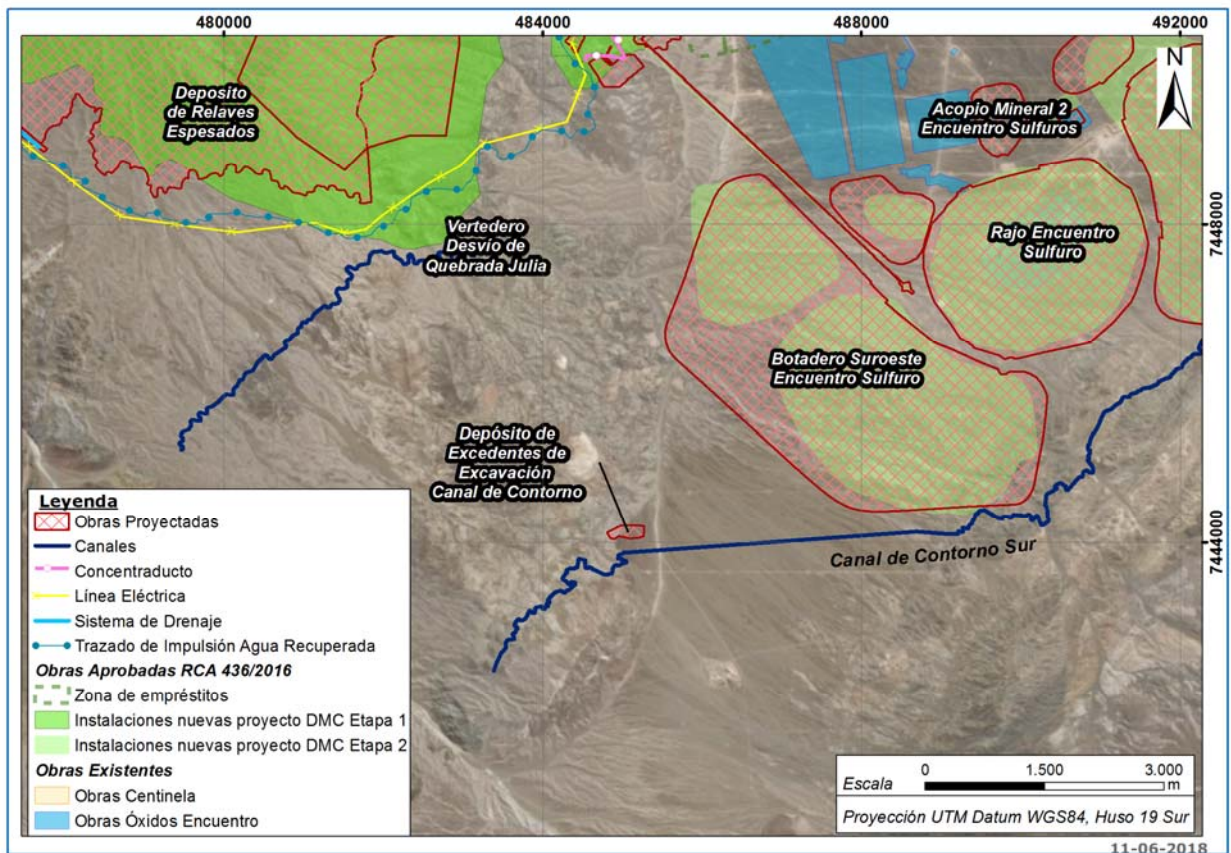 480000
484000
488000
492000
N
Deposito
de Relaves
Espesados
Acopio Mineral 2
Encuentro Sulfuros
Vertedero
Desvío de
Quebrada Julia
Rajo Encuentro
Sulfuro
7448000
Botadero Suroeste
Encuentro Sulfuro
Depósito de
Excedentes de
Excavación
Canal de Contorno
7444000
Canal de Contorno Sur
Leyenda
Obras Proyectadas
Canales
Concentraducto
Línea Eléctrica
Sistema de Drenaje
Trazado de Impulsión Agua Recuperada
Obras Aprobadas RCA 436/2016
Zona de empréstitos
Instalaciones nuevas proyecto DMC Etapa 1
Instalaciones nuevas proyecto DMC Etapa 2
Obras Existentes
Obras Centinela
Obras Óxidos Encuentro
Escala
0 1.500 3.000
m
Proyección UTM Datum WGS84, Huso 19 Sur
11-06-2018